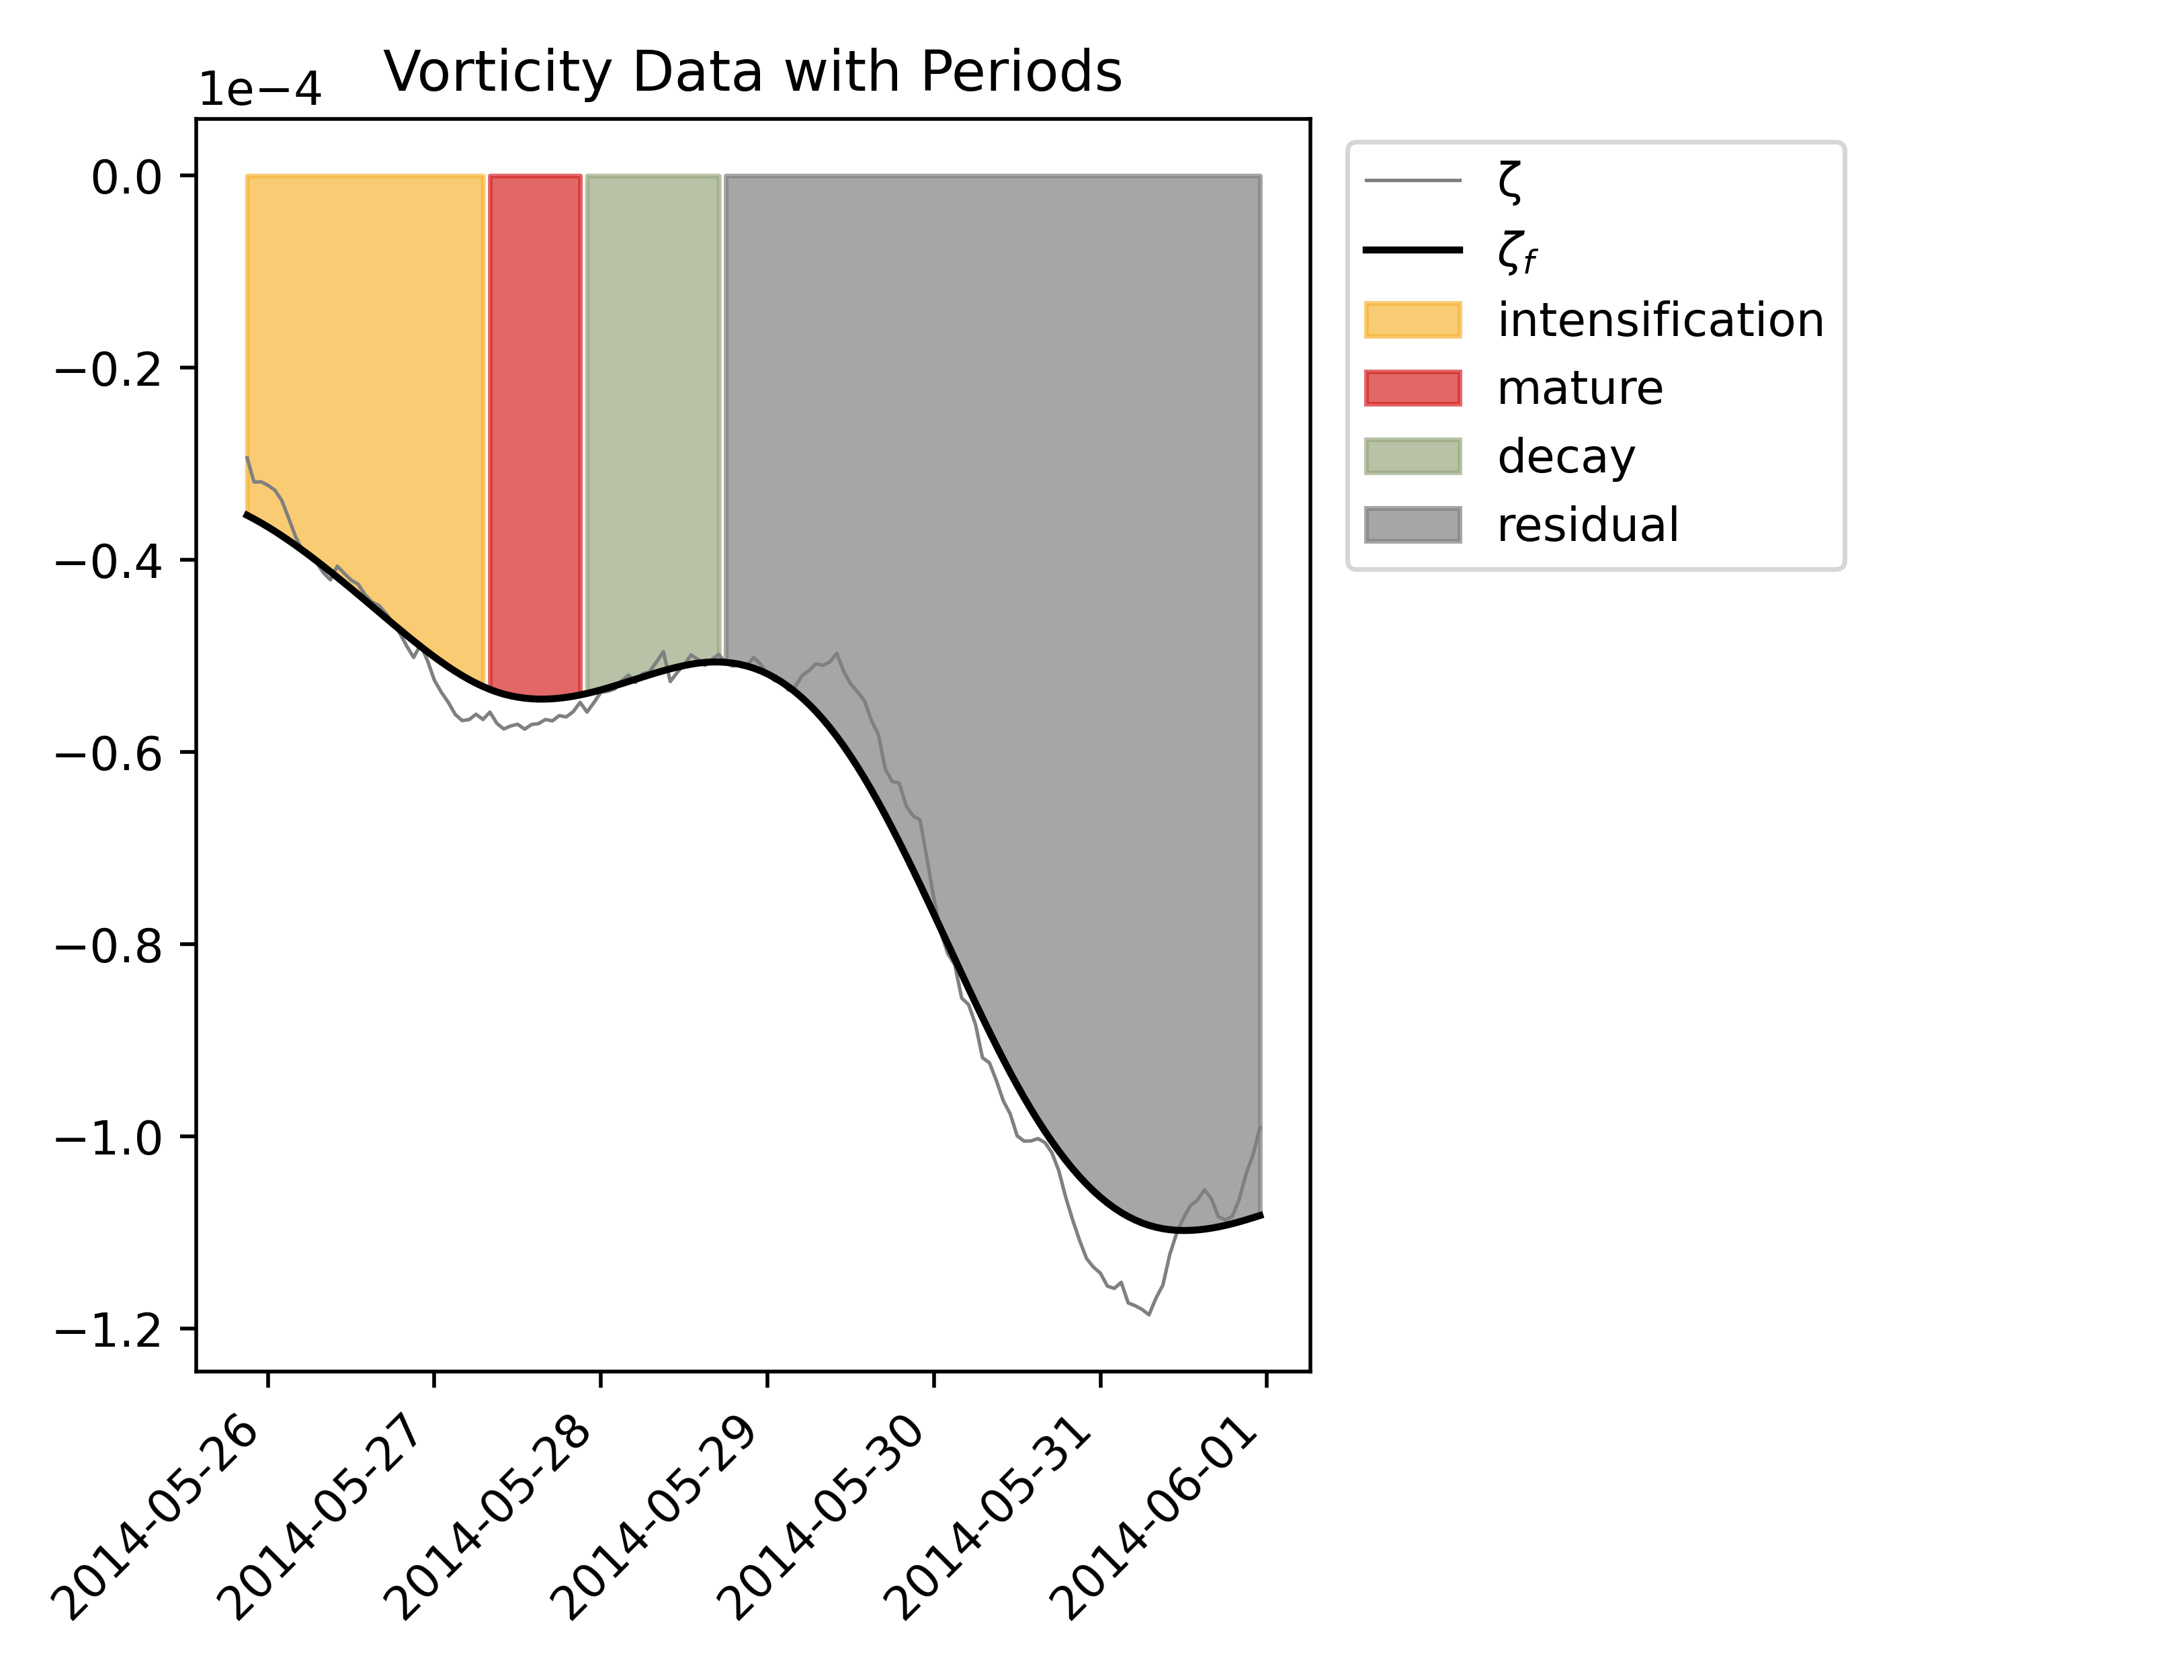 Vorticity Data with Periods
1e−4
0.0
−0.2
−0.4
−0.6
−0.8
−1.0
−1.2
2014-05-26
2014-05-27
2014-05-28
2014-05-29
2014-05-30
2014-05-31
2014-06-01
ζ
ζf
intensification
mature
decay
residual